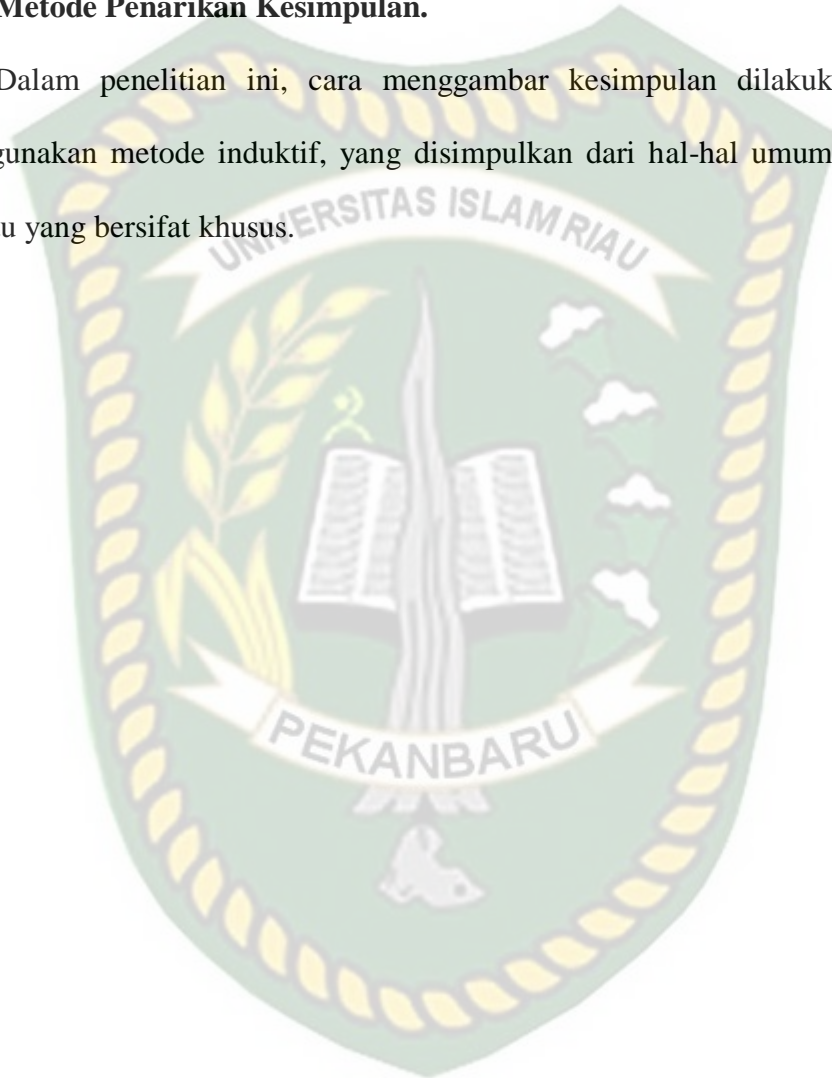 Metode Penarikan Kesimpulan.
Dalam penelitian ini, cara menggambar kesimpulan dilakuk
gunakan metode induktif, yang disimpulkan dari hal-hal umum
u yang bersifat khusus.
UNIVERSITAS ISLAM RIAU
PEKANBARU